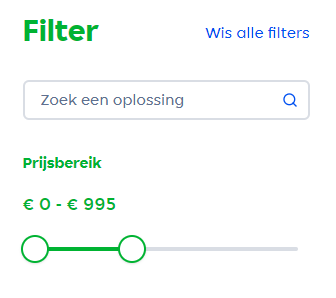 Filter
Wis alle filters
Zoek een oplossing
Prijsbereik
€ 0 - € 995